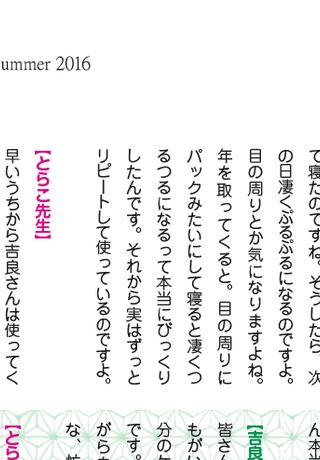 ummer 2016
て寝たのですね。そうしたら、次
の日凄くぷるぷるになるのですよ。
目の周りとか気になりますよね。
年を取ってくると。目の周りに
パックみたいにして寝ると凄くつ
るつるになるって本当にびっくり
したんです。それから実はずっと
リピートして使っているのですよ。
【とらこ先生】
早いうちから吉良さんは使ってく
ん本当
【吉良
皆さん
もがい
分の
です。
がらも
な、
【とら